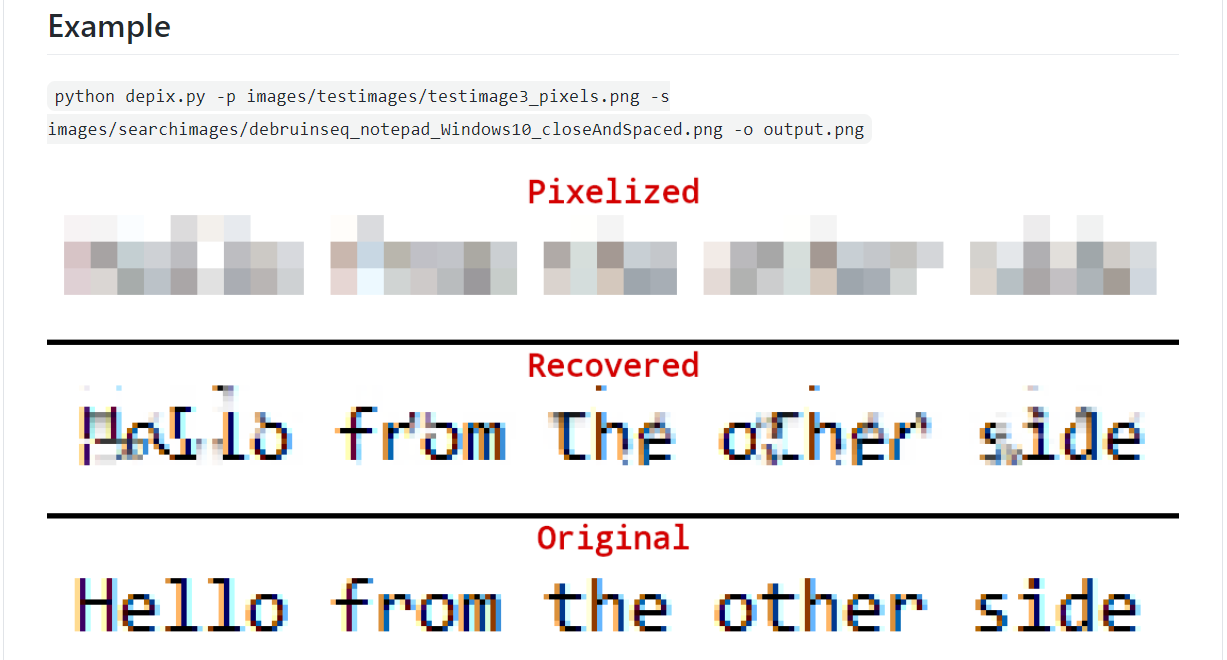 Example
python depix.py -p images/testimages/testimage3_pixels.png -s
images/searchimages/debruinseq_notepad_Windows10_closeAndSpaced.png -o output.png
Pixelized
Recovered
Hello from the other side
Original
Hello from the other side